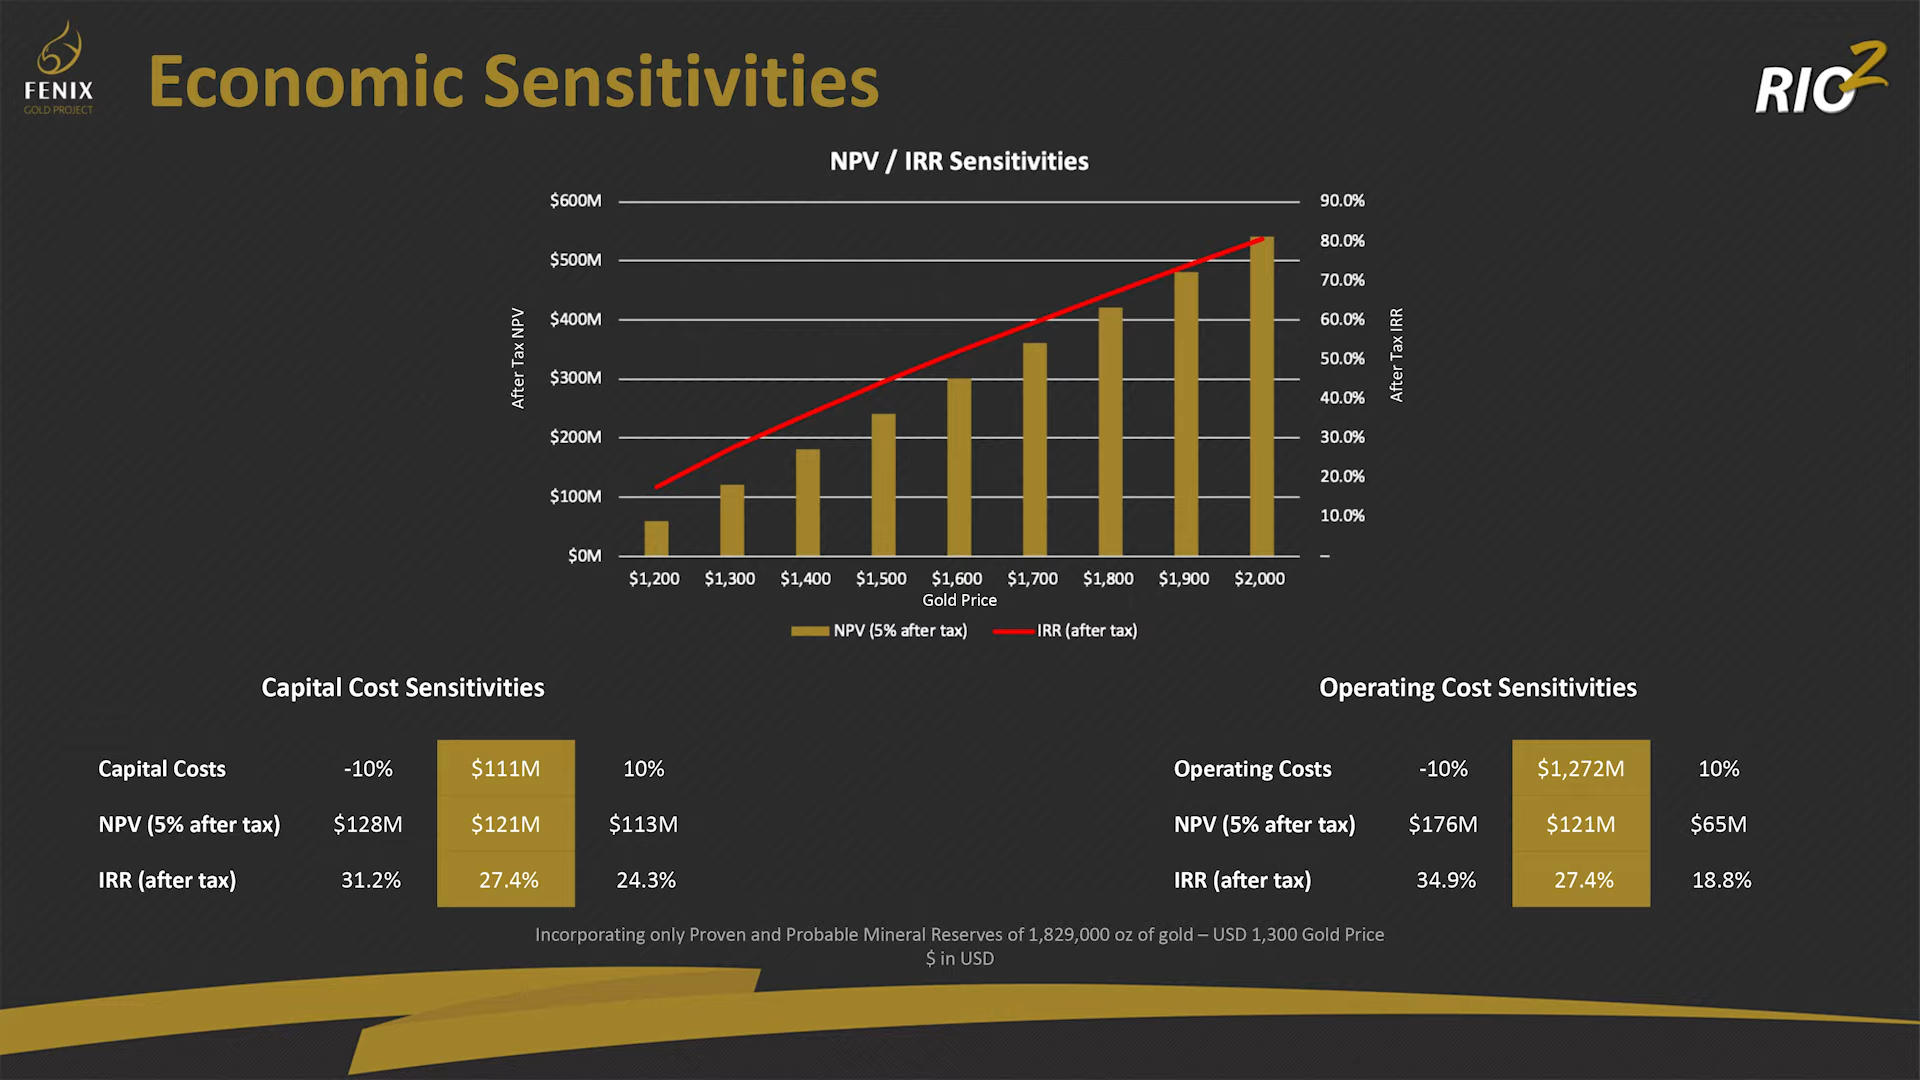 FENIX
GOLD PROJECT
Economic Sensitivities
RIO2
NPV / IRR Sensitivities
$600M
$500M
$400M
$300M
$200M
$100M
$0M
After Tax NPV
90.0%
80.0%
70.0%
60.0%
50.0%
40.0%
30.0%
20.0%
10.0%
–
After Tax IRR
$1,200 $1,300 $1,400 $1,500 $1,600 $1,700 $1,800 $1,900 $2,000
Gold Price
NPV (5% after tax) IRR (after tax)
Capital Cost Sensitivities
Capital Costs -10% $111M 10%
NPV (5% after tax) $128M $121M $113M
IRR (after tax) 31.2% 27.4% 24.3%
Operating Cost Sensitivities
Operating Costs -10% $1,272M 10%
NPV (5% after tax) $176M $121M $65M
IRR (after tax) 34.9% 27.4% 18.8%
Incorporating only Proven and Probable Mineral Reserves of 1,829,000 oz of gold – USD 1,300 Gold Price
$ in USD